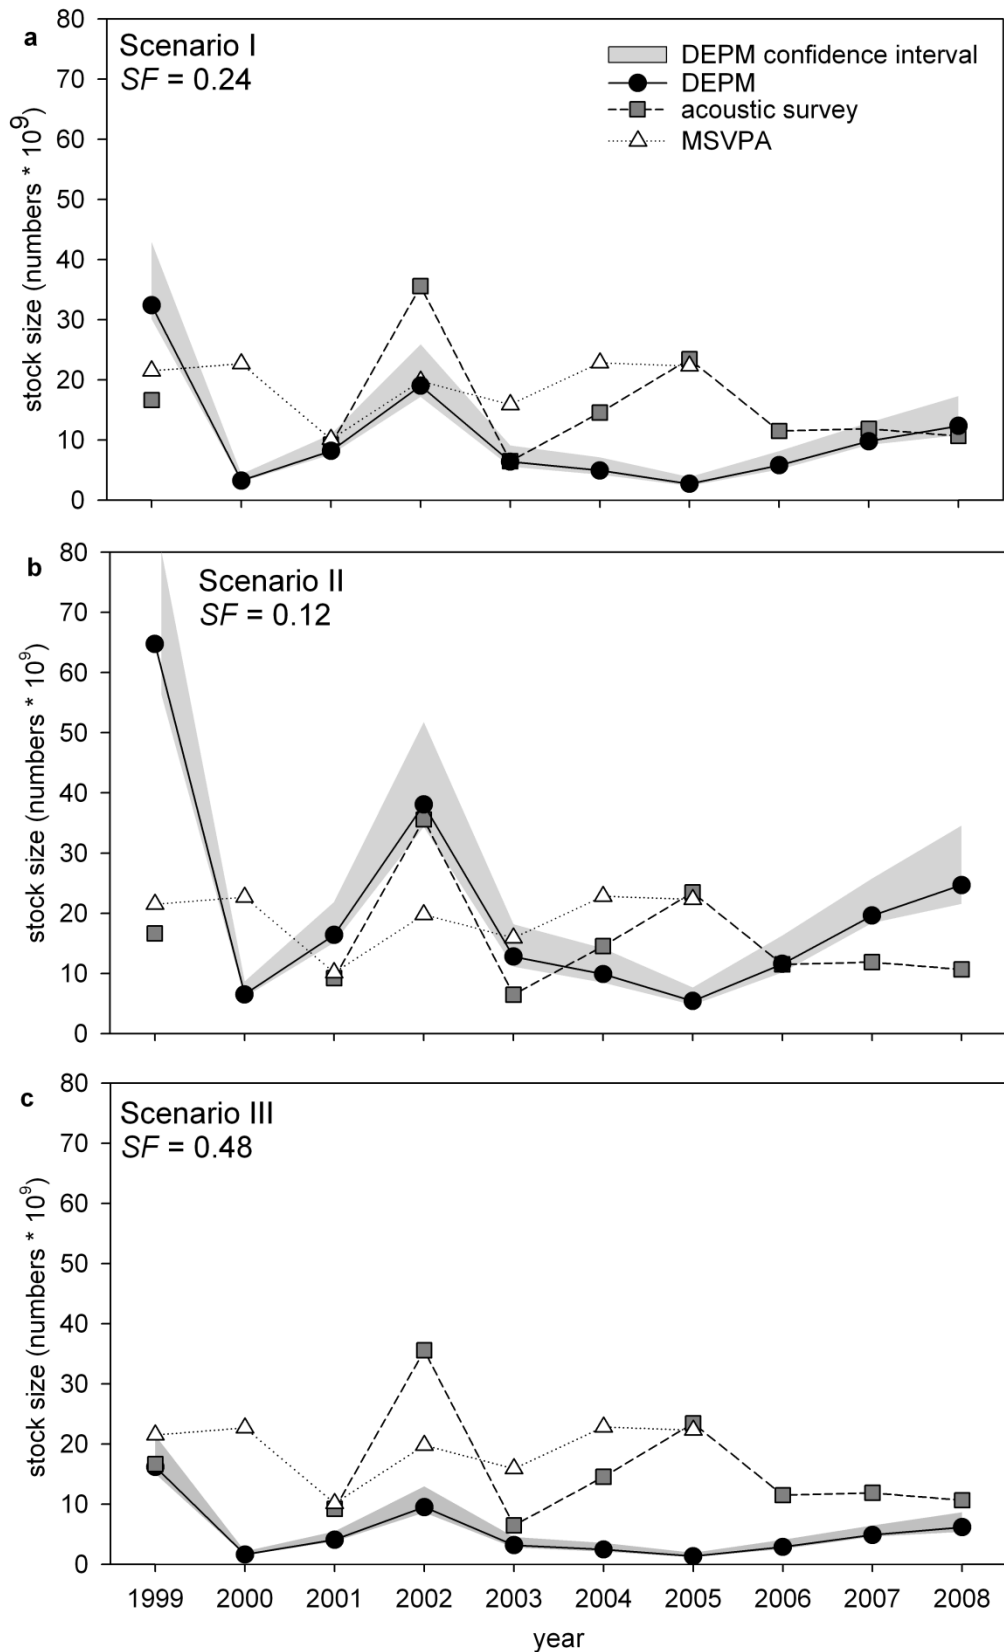 a
Scenario I
SF = 0.24
DEPM confidence interval
DEPM
acoustic survey
MSVPA
stock size (numbers * 10⁹)
80
70
60
50
40
30
20
10
0
b
Scenario II
SF = 0.12
stock size (numbers * 10⁹)
80
70
60
50
40
30
20
10
0
c
Scenario III
SF = 0.48
stock size (numbers * 10⁹)
80
70
60
50
40
30
20
10
0
1999 2000 2001 2002 2003 2004 2005 2006 2007 2008
year